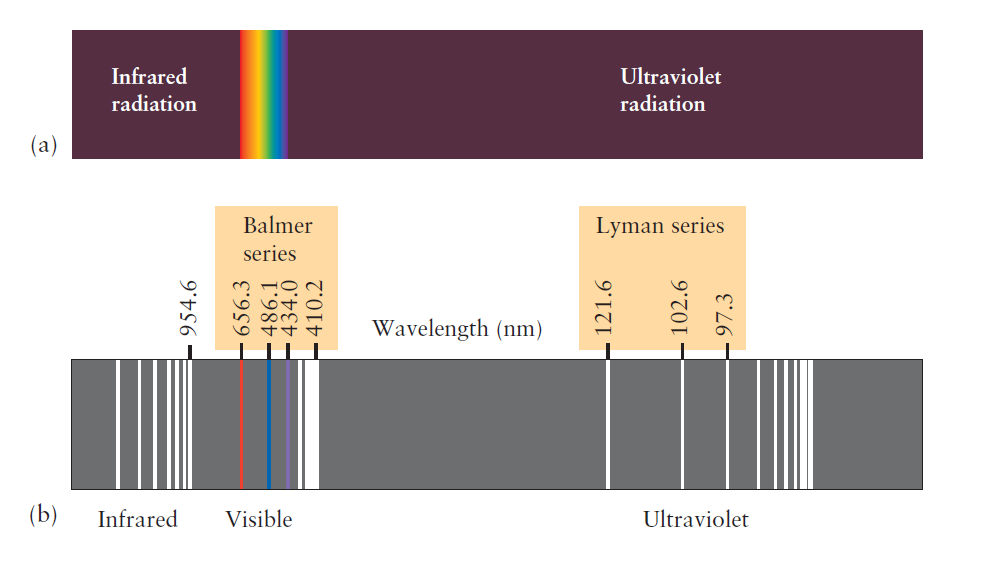 Infrared
radiation
Ultraviolet
radiation
(a)
Balmer
series
Lyman series
954.6
656.3
486.1
434.0
410.2
Wavelength (nm)
121.6
102.6
97.3
(b)
Infrared
Visible
Ultraviolet